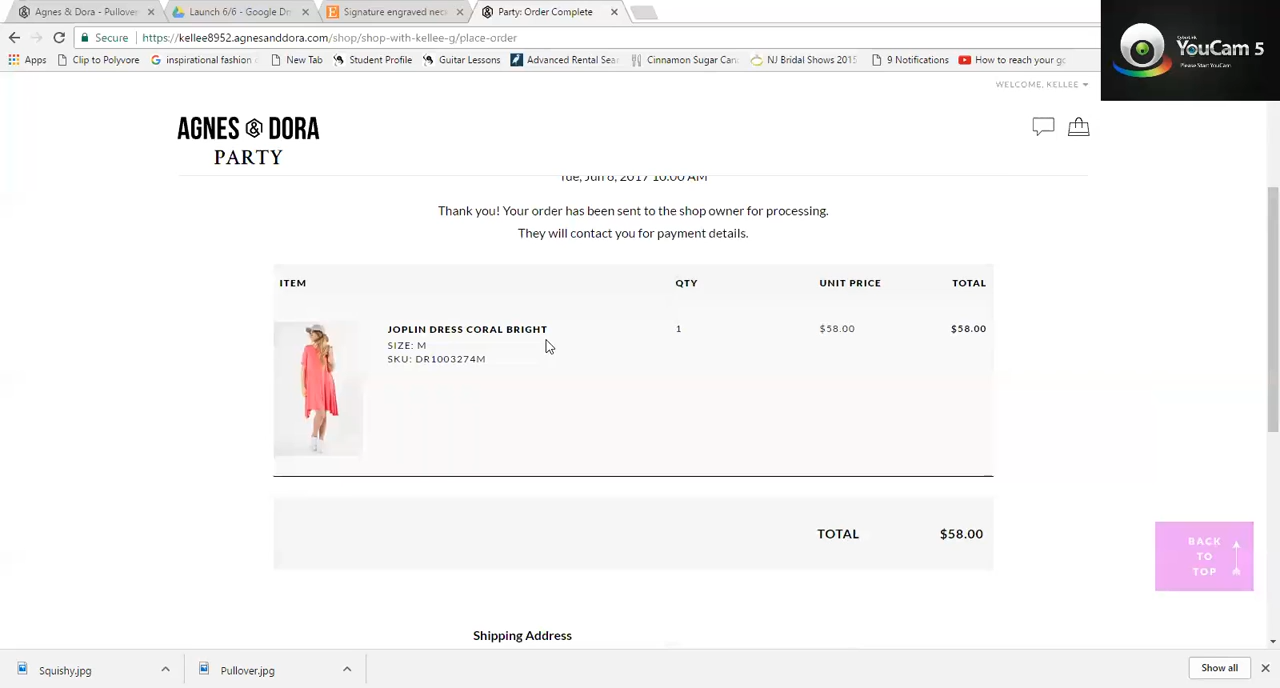 Agnes & Dora - Pullover
Launch 6/6 - Google Dr
Signature engraved neck
Party: Order Complete
Secure
https://kellee8952.agnesanddora.com/shop/shop-with-kellee-g/place-order
Apps
Clip to Polyvore
inspirational fashion
New Tab
Student Profile
Guitar Lessons
Advanced Rental Sear
Cinnamon Sugar Can
NJ Bridal Shows 2015
9 Notifications
How to reach your go
CyberLink
YouCam 5
Please Start YouCam
WELCOME, KELLEE
AGNES & DORA
PARTY
Tue, Jun 6, 2017 10:00 AM
Thank you! Your order has been sent to the shop owner for processing.
They will contact you for payment details.
ITEM QTY UNIT PRICE TOTAL
JOPLIN DRESS CORAL BRIGHT 1 $58.00 $58.00
SIZE: M
SKU: DR1003274M
TOTAL $58.00
BACK
TO
TOP
Shipping Address
Squishy.jpg
Pullover.jpg
Show all